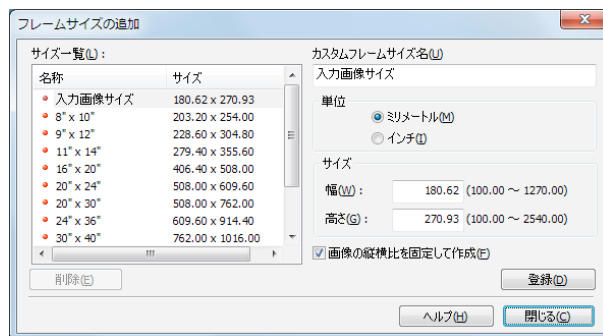 フレームサイズの追加
サイズ一覧(L)：
名称 サイズ
入力画像サイズ 180.62 x 270.93
8" x 10" 203.20 x 254.00
9" x 12" 228.60 x 304.80
11" x 14" 279.40 x 355.60
16" x 20" 406.40 x 508.00
20" x 24" 508.00 x 609.60
20" x 30" 508.00 x 762.00
24" x 36" 609.60 x 914.40
30" x 40" 762.00 x 1016.00
削除(E)
カスタムフレームサイズ名(U)
入力画像サイズ
単位
ミリメートル(M)
インチ(I)
サイズ
幅(W)： 180.62 (100.00 ～ 1270.00)
高さ(G)： 270.93 (100.00 ～ 2540.00)
画像の縦横比を固定して作成(F)
登録(D)
ヘルプ(H) 閉じる(C)